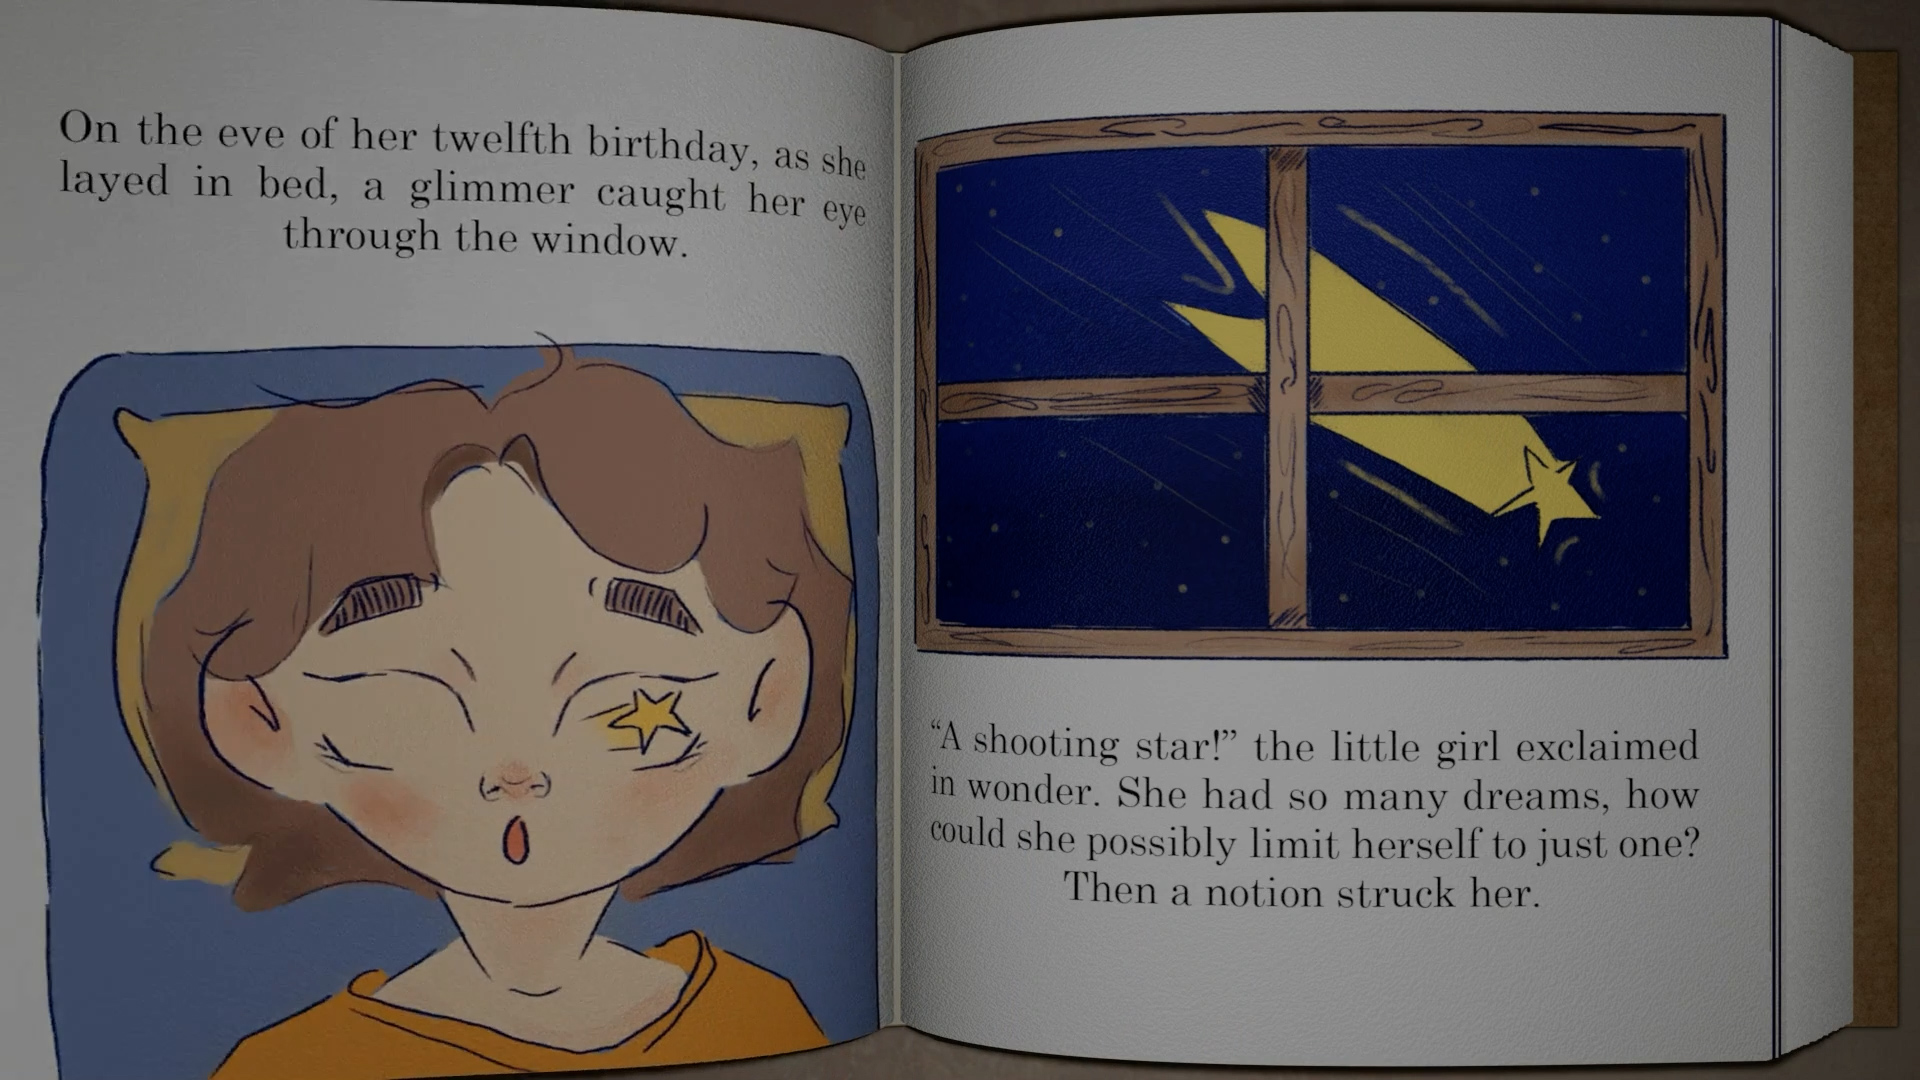 On the eve of her twelfth birthday, as she
layed in bed, a glimmer caught her eye
through the window.
“A shooting star!” the little girl exclaimed
in wonder. She had so many dreams, how
could she possibly limit herself to just one?
Then a notion struck her.